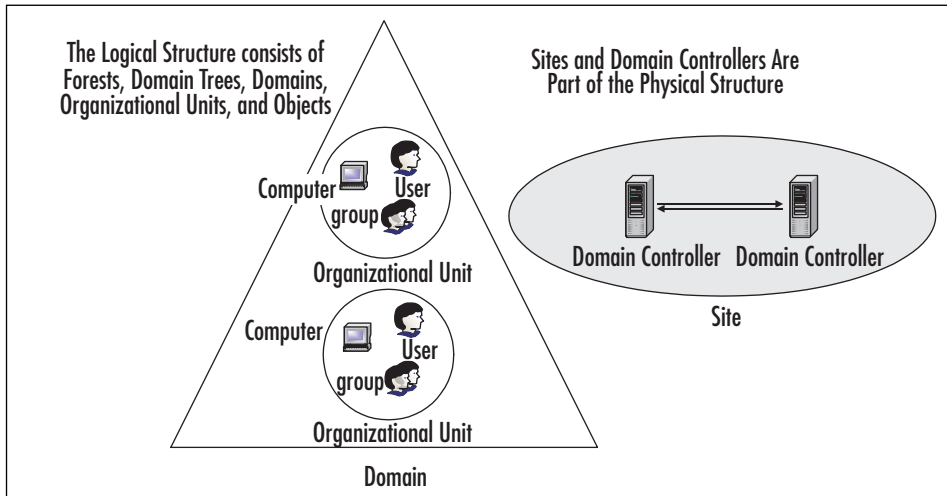 The Logical Structure consists of
Forests, Domain Trees, Domains,
Organizational Units, and Objects
Sites and Domain Controllers Are
Part of the Physical Structure
Computer
User
group
Organizational Unit
Computer
User
group
Organizational Unit
Domain
Domain Controller
Domain Controller
Site